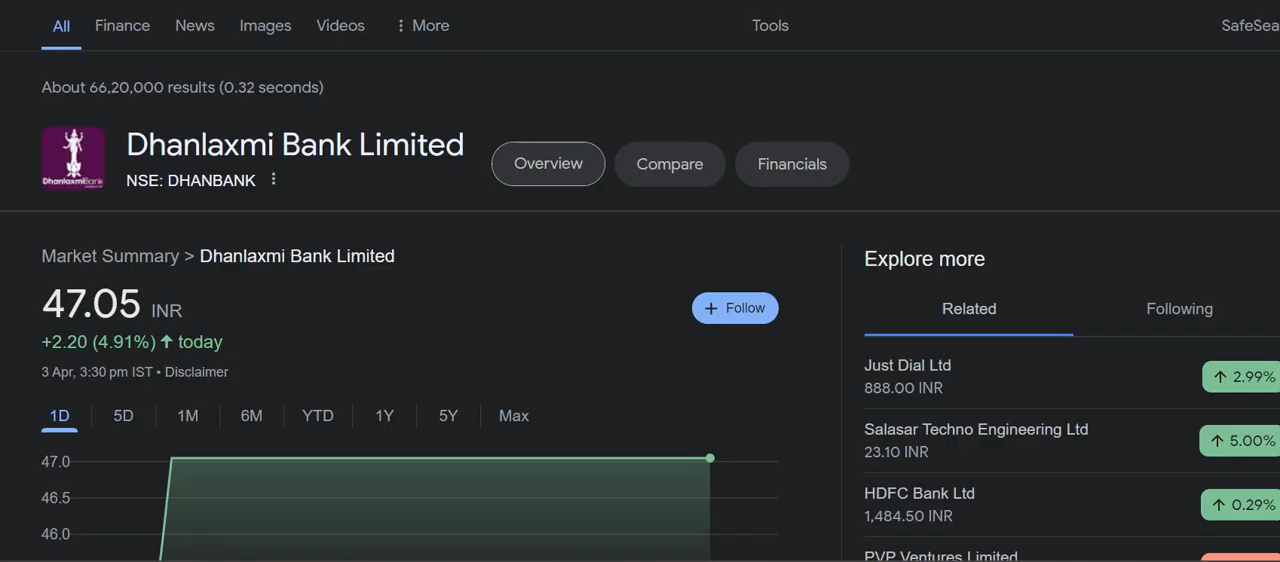 All Finance News Images Videos More Tools SafeSea
About 66,20,000 results (0.32 seconds)
DhanlaxmiBank
Dhanlaxmi Bank Limited
NSE: DHANBANK
Overview Compare Financials
Market Summary > Dhanlaxmi Bank Limited
47.05 INR
+2.20 (4.91%) ↑ today
3 Apr, 3:30 pm IST • Disclaimer
+ Follow
1D 5D 1M 6M YTD 1Y 5Y Max
47.0
46.5
46.0
Explore more
Related Following
Just Dial Ltd
888.00 INR
↑ 2.99%
Salasar Techno Engineering Ltd
23.10 INR
↑ 5.00%
HDFC Bank Ltd
1,484.50 INR
↑ 0.29%
PVP Ventures Limited